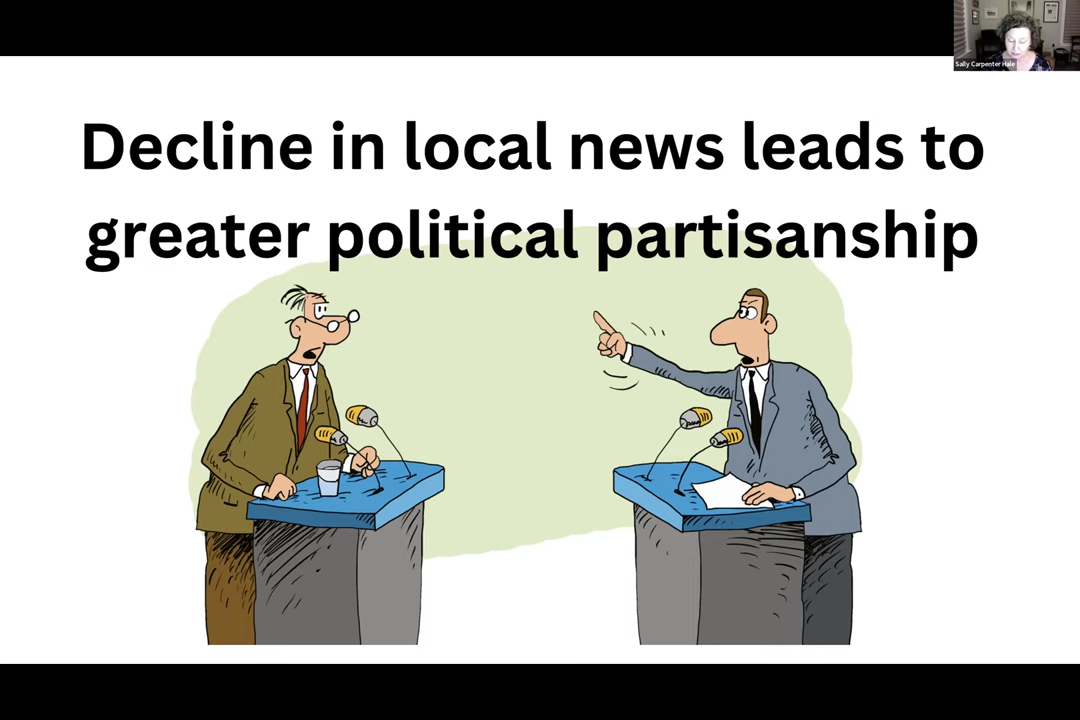 Sally Carpenter Hale
Decline in local news leads to
greater political partisanship